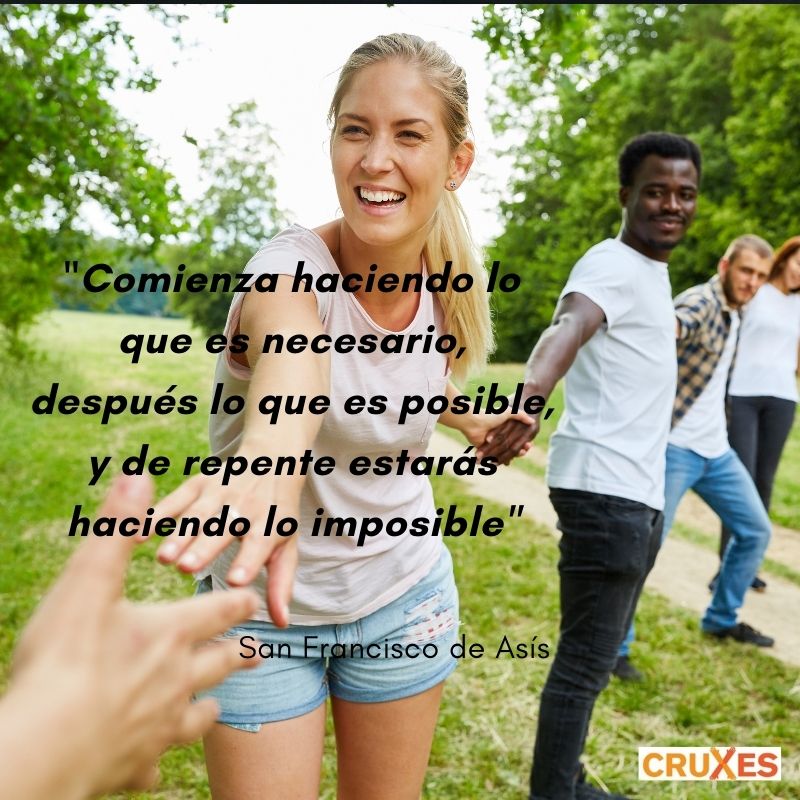 "Comienza haciendo lo
que es necesario,
después lo que es posible,
y de repente estarás
haciendo lo imposible"
San Francisco de Asís
CRUXES